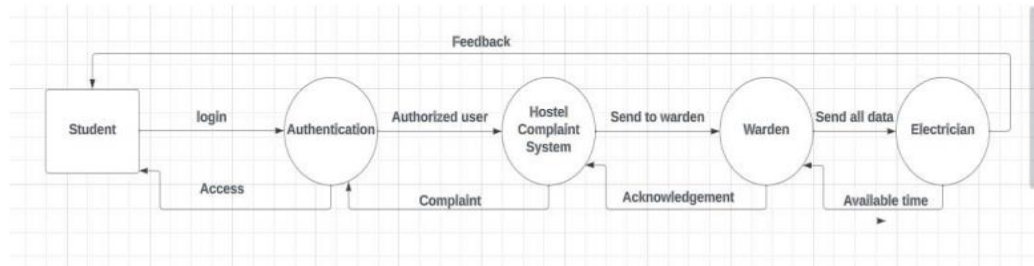 Feedback
Student
login
Authentication
Authorized user
Hostel
Complaint
System
Send to warden
Warden
Send all data
Electrician
Access
Complaint
Acknowledgement
Available time